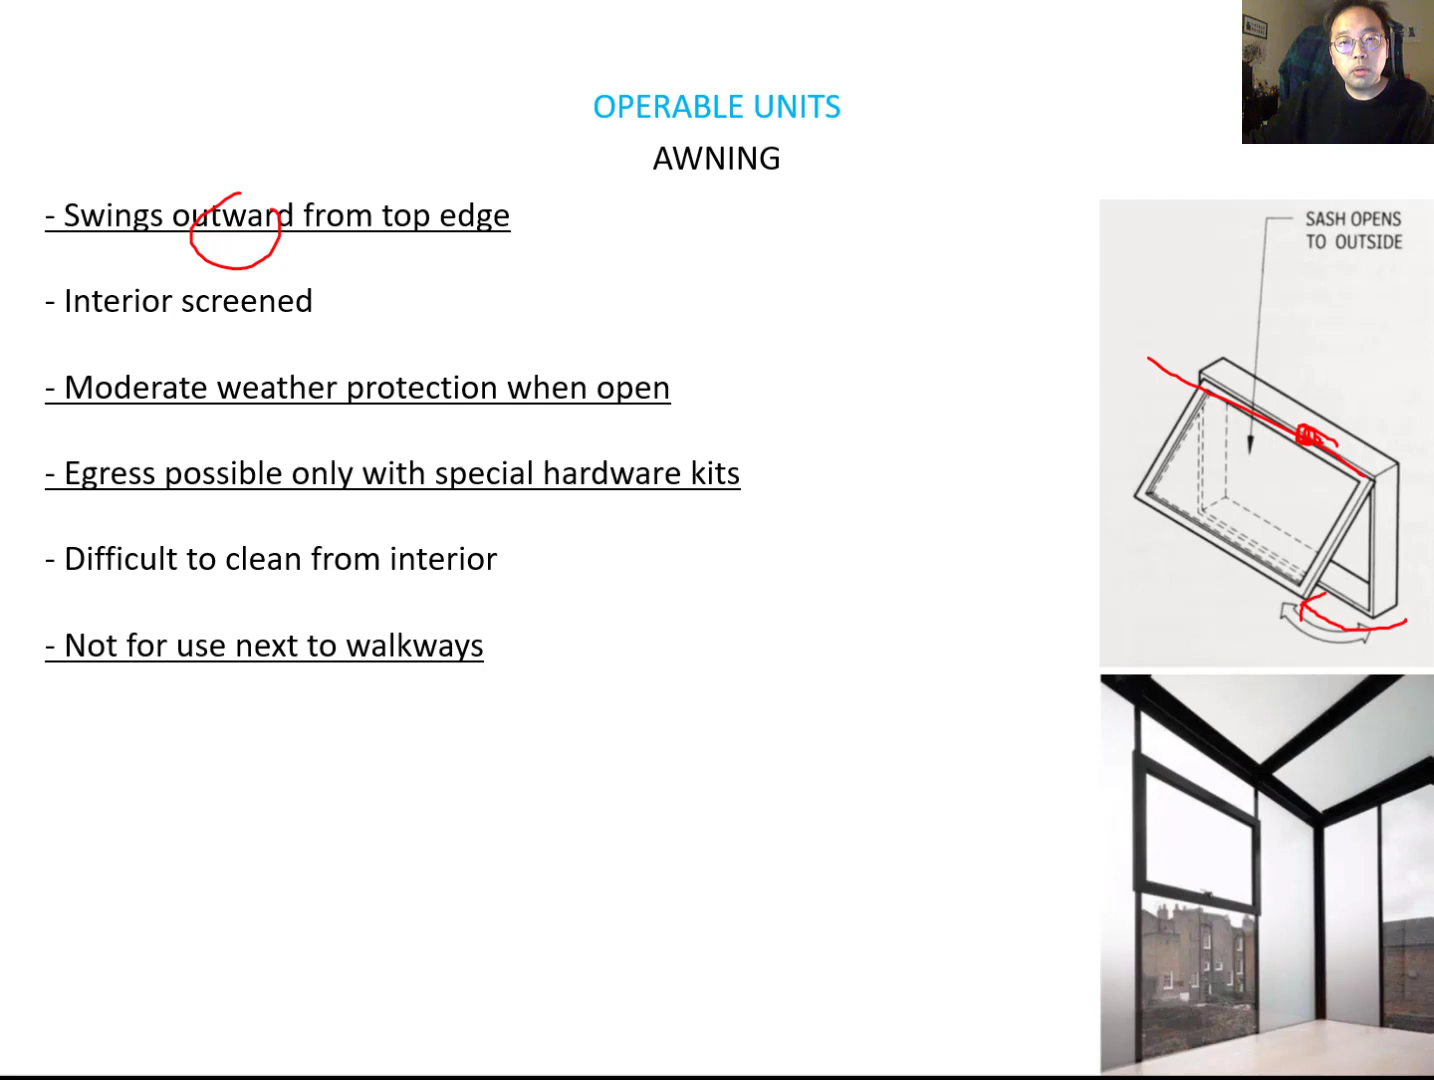 OPERABLE UNITS
AWNING
- Swings outward from top edge
- Interior screened
- Moderate weather protection when open
- Egress possible only with special hardware kits
- Difficult to clean from interior
- Not for use next to walkways
SASH OPENS
TO OUTSIDE